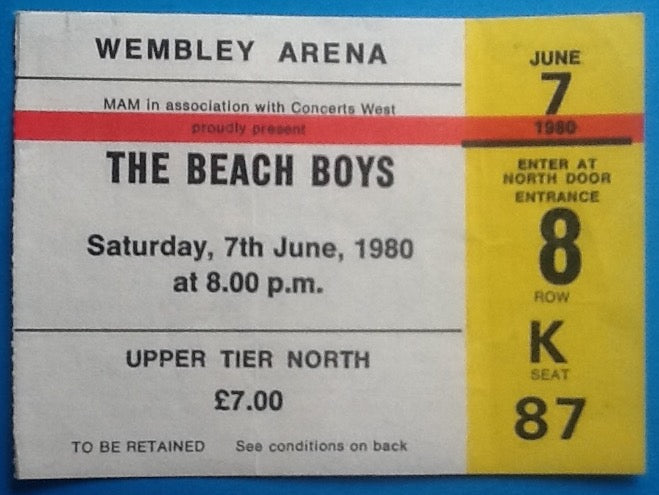 WEMBLEY ARENA
MAM in association with Concerts West
proudly present
THE BEACH BOYS
Saturday, 7th June, 1980
at 8.00 p.m.
UPPER TIER NORTH
£7.00
TO BE RETAINED See conditions on back
JUNE
7
1980
ENTER AT
NORTH DOOR
ENTRANCE
8
ROW
K
SEAT
87